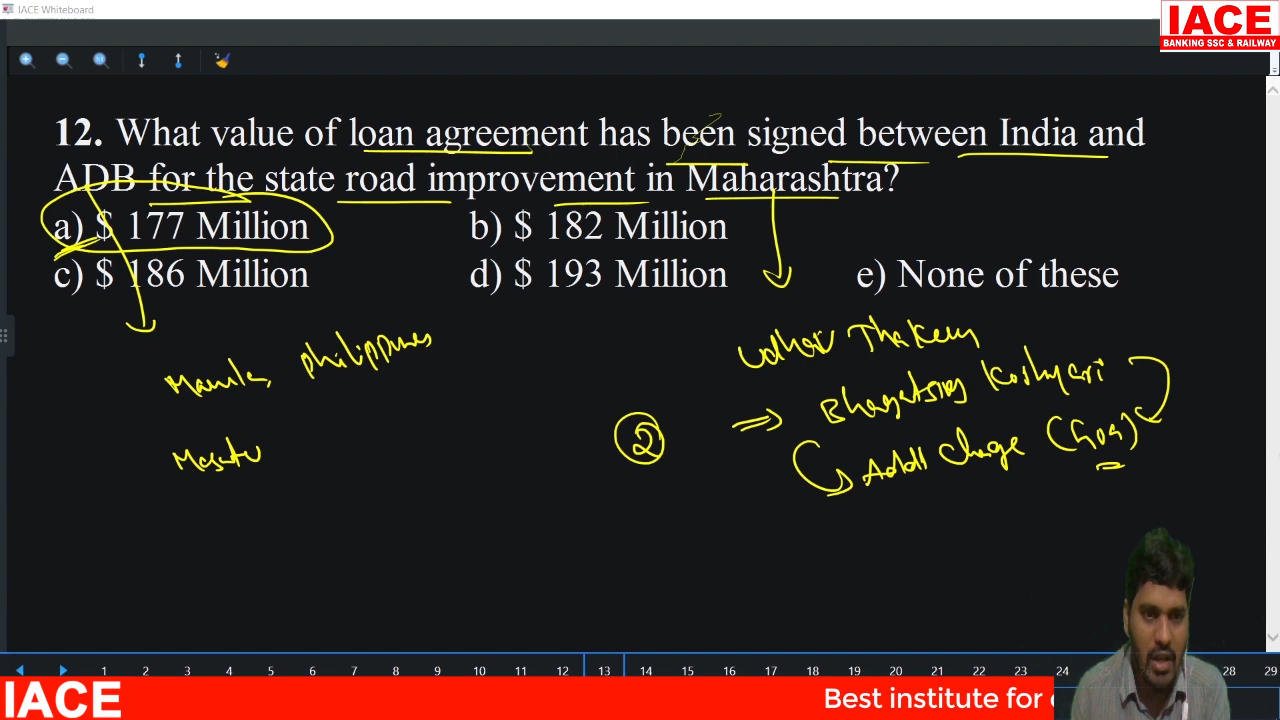 IACE Whiteboard
IACE
BANKING SSC & RAILWAY
12. What value of loan agreement has been signed between India and
ADB for the state road improvement in Maharashtra?
a) $ 177 Million b) $ 182 Million
c) $ 186 Million d) $ 193 Million e) None of these
Manila, Philippines
Thakery
Bhagatsing Koshyari
2
Addl Charge (Goa)
1 2 3 4 5 6 7 8 9 10 11 12 13 14 15 16 17 18 19 20 21 22 23 24 28 29
IACE Best institute for